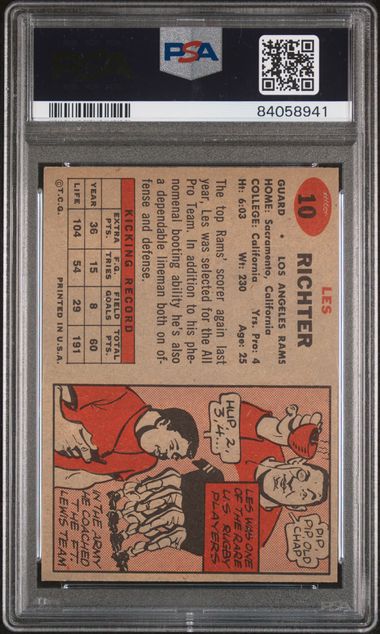 PSA
84058941
10
LES
RICHTER
GUARD • LOS ANGELES RAMS
HOME: Sacramento, California
COLLEGE: California Yrs. Pro: 4
Ht: 6:03 Wt: 230 Age: 25
The top Rams' scorer again last
year, Les was selected for the All
Pro Team. In addition to his phe-
nomenal booting ability he's also
a dependable lineman both on of-
fense and defense.
KICKING RECORD
EXTRA F.G. FIELD TOTAL
PTS. TRIES GOALS PTS.
YEAR 36 15 8 60
LIFE 104 54 29 191
©T.C.G. PRINTED IN U.S.A.
PIP
PIP, OLD
CHAP
LES WAS ONE
OF THE RARE
U.S. RUGBY
PLAYERS
HUP, 2,
3, 4...
IN THE ARMY
HE COACHED
THE FT.
LEWIS TEAM